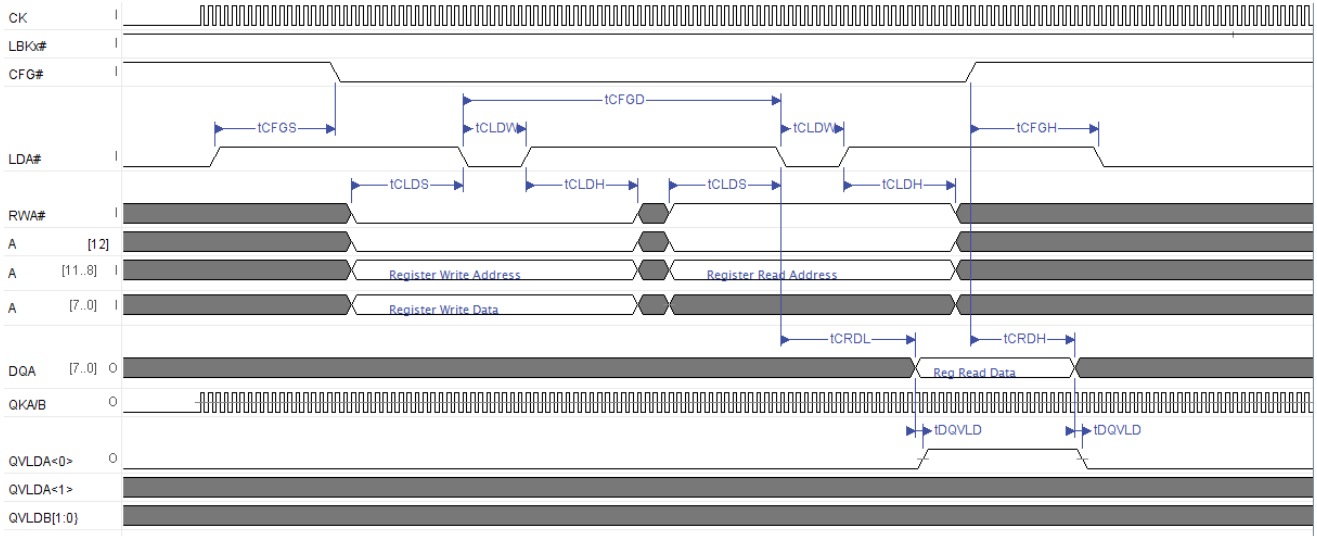 CK I
LBKx# I
CFG# I
tCFGD
tCFGS tCLDW tCLDW tCFGH
LDA# I
tCLDS tCLDH tCLDS tCLDH
RWA# I
A [12]
A [11..8] I Register Write Address Register Read Address
A [7..0] I Register Write Data
tCRDL tCRDH
DQA [7..0] O Reg Read Data
QKA/B O
tDQVLD tDQVLD
QVLDA<0> O
QVLDA<1>
QVLDB[1:0}